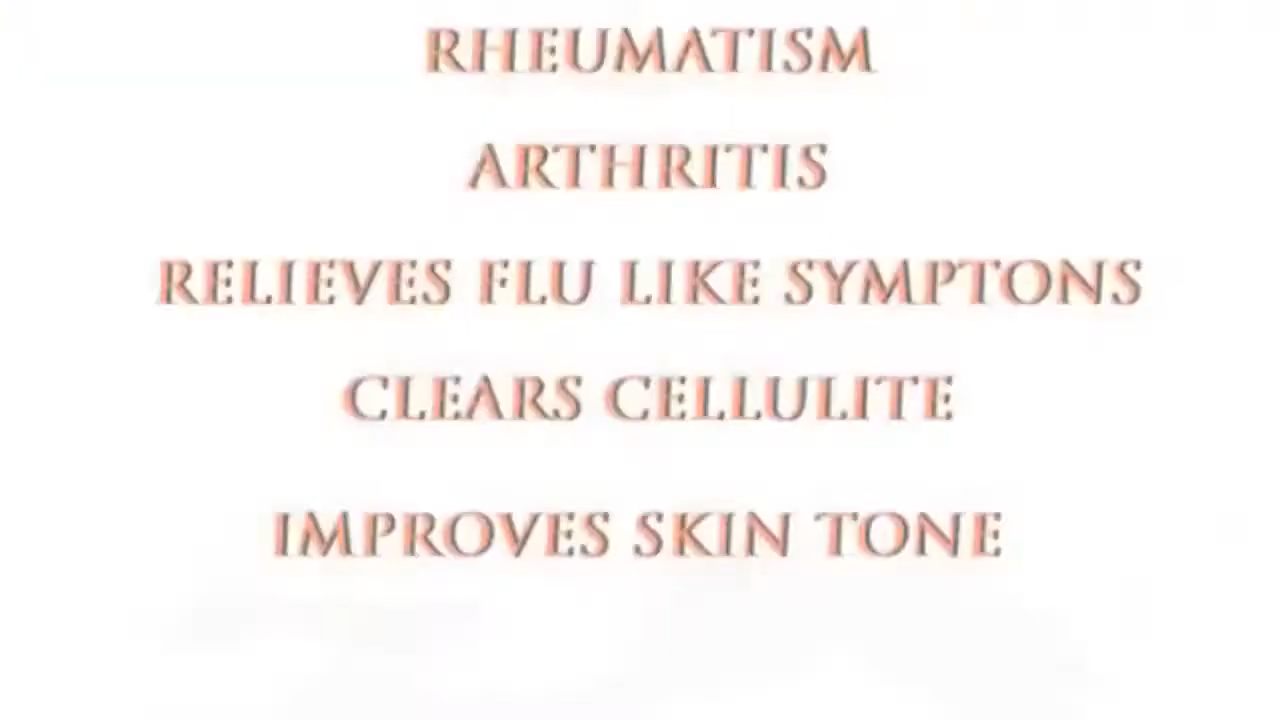 RHEUMATISM
ARTHRITIS
RELIEVES FLU LIKE SYMPTONS
CLEARS CELLULITE
IMPROVES SKIN TONE